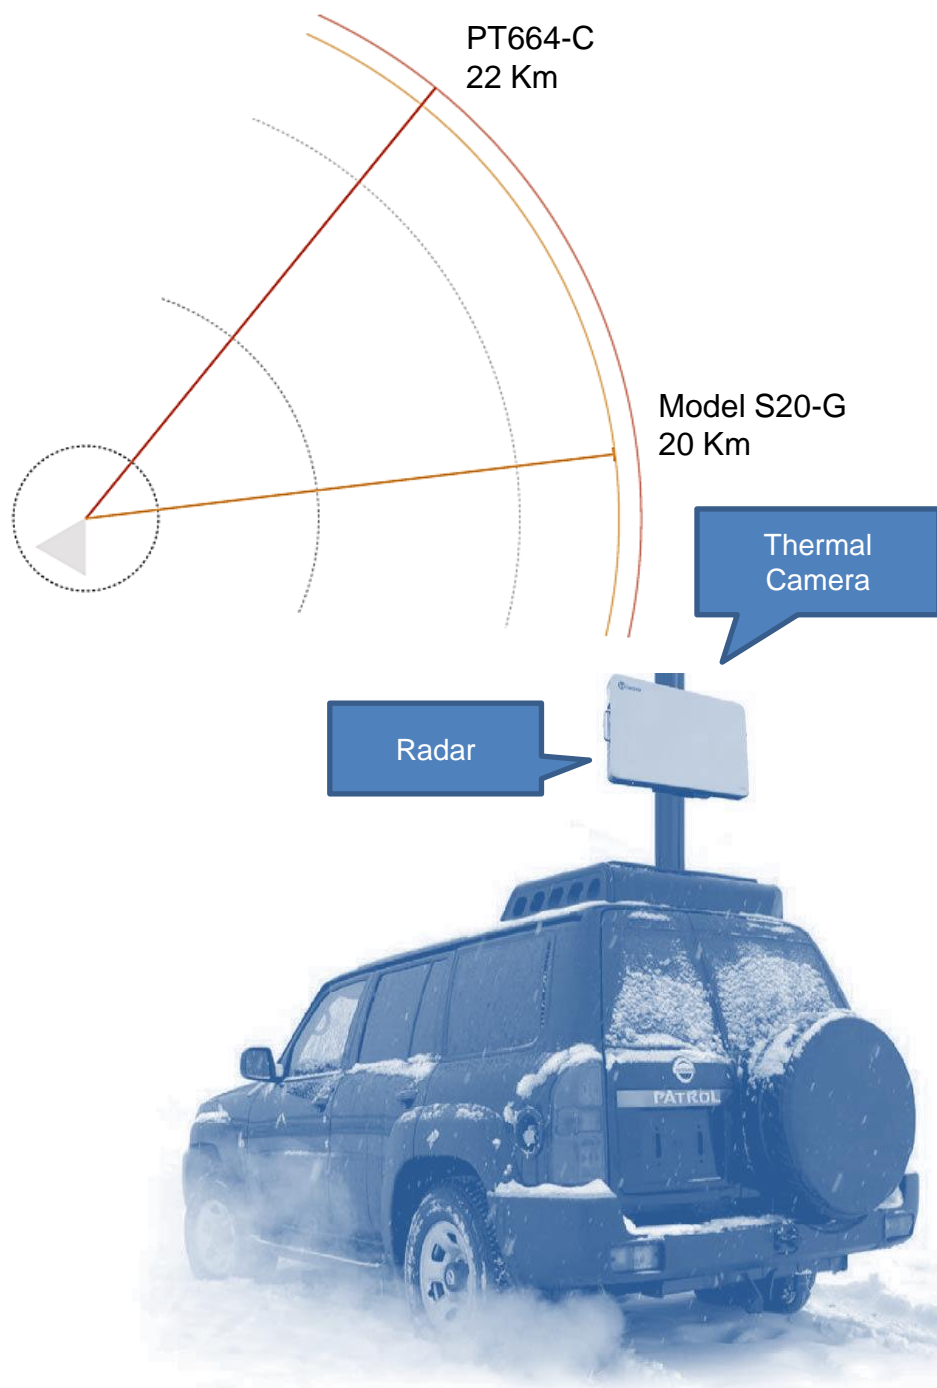 PT664-C
22 Km
Model S20-G
20 Km
Thermal
Camera
Radar
PATROL